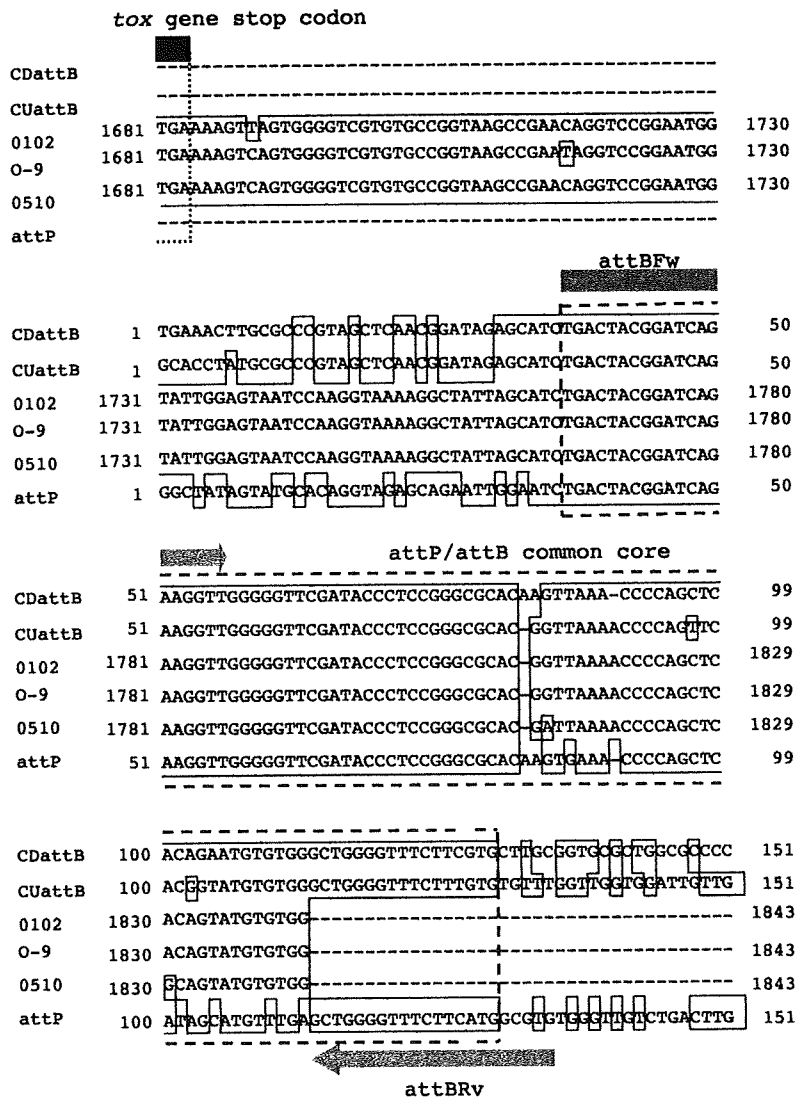 tox gene stop codon
CDattB --------------------------------------------------
CUattB --------------------------------------------------
0102 1681 TGAAAAGTTAGTGGGGTCGTGTGCCGGTAAGCCGAACAGGTCCGGAATGG 1730
O-9 1681 TGAAAAGTCAGTGGGGTCGTGTGCCGGTAAGCCGAATAGGTCCGGAATGG 1730
0510 1681 TGAAAAGTCAGTGGGGTCGTGTGCCGGTAAGCCGAACAGGTCCGGAATGG 1730
attP --------------------------------------------------
attBFw
CDattB 1 TGAAACTTGCGCGCCCGTAGCTCAACGGATAGAGCATCTGACTACGGATCAG 50
CUattB 1 GCACCTATGCGCCCGTAGCTCAACGGATAGAGCATCTGACTACGGATCAG 50
0102 1731 TATTGGAGTAATCCAAGGTAAAAGGCTATTAGCATCTGACTACGGATCAG 1780
O-9 1731 TATTGGAGTAATCCAAGGTAAAAGGCTATTAGCATCTGACTACGGATCAG 1780
0510 1731 TATTGGAGTAATCCAAGGTAAAAGGCTATTAGCATCTGACTACGGATCAG 1780
attP 1 GGCTATAGTATGCACAGGTAGAGCAGAATTGGAATCTGACTACGGATCAG 50
attP/attB common core
CDattB 51 AAGGTTGGGGGTTCGATACCCTCCGGGCGCACAAGTTAAA-CCCCAGCTC 99
CUattB 51 AAGGTTGGGGGTTCGATACCCTCCGGGCGCAC-GGTTAAAACCCCAGTTC 99
0102 1781 AAGGTTGGGGGTTCGATACCCTCCGGGCGCAC-GGTTAAAACCCCAGCTC 1829
O-9 1781 AAGGTTGGGGGTTCGATACCCTCCGGGCGCAC-GGTTAAAACCCCAGCTC 1829
0510 1781 AAGGTTGGGGGTTCGATACCCTCCGGGCGCAC-GATTAAAACCCCAGCTC 1829
attP 51 AAGGTTGGGGGTTCGATACCCTCCGGGCGCACAAGTGAAA-CCCCAGCTC 99
CDattB 100 ACAGAATGTGTGGGCTGGGGTTTCTTCGTGCTTGCGGTGCGCTGGCGCCCC 151
CUattB 100 ACGGTATGTGTGGGCTGGGGTTTCTTTGTGTGTTTGGTTGGTGGATTGTTG 151
0102 1830 ACAGTATGTGTGG-------------------------------------- 1843
O-9 1830 ACAGTATGTGTGG-------------------------------------- 1843
0510 1830 GCAGTATGTGTGG-------------------------------------- 1843
attP 100 ATAGCATGTTTGAGCTGGGGTTTCTTCATGGCGTGTGGGTTGTCTGACTTG 151
attBRv